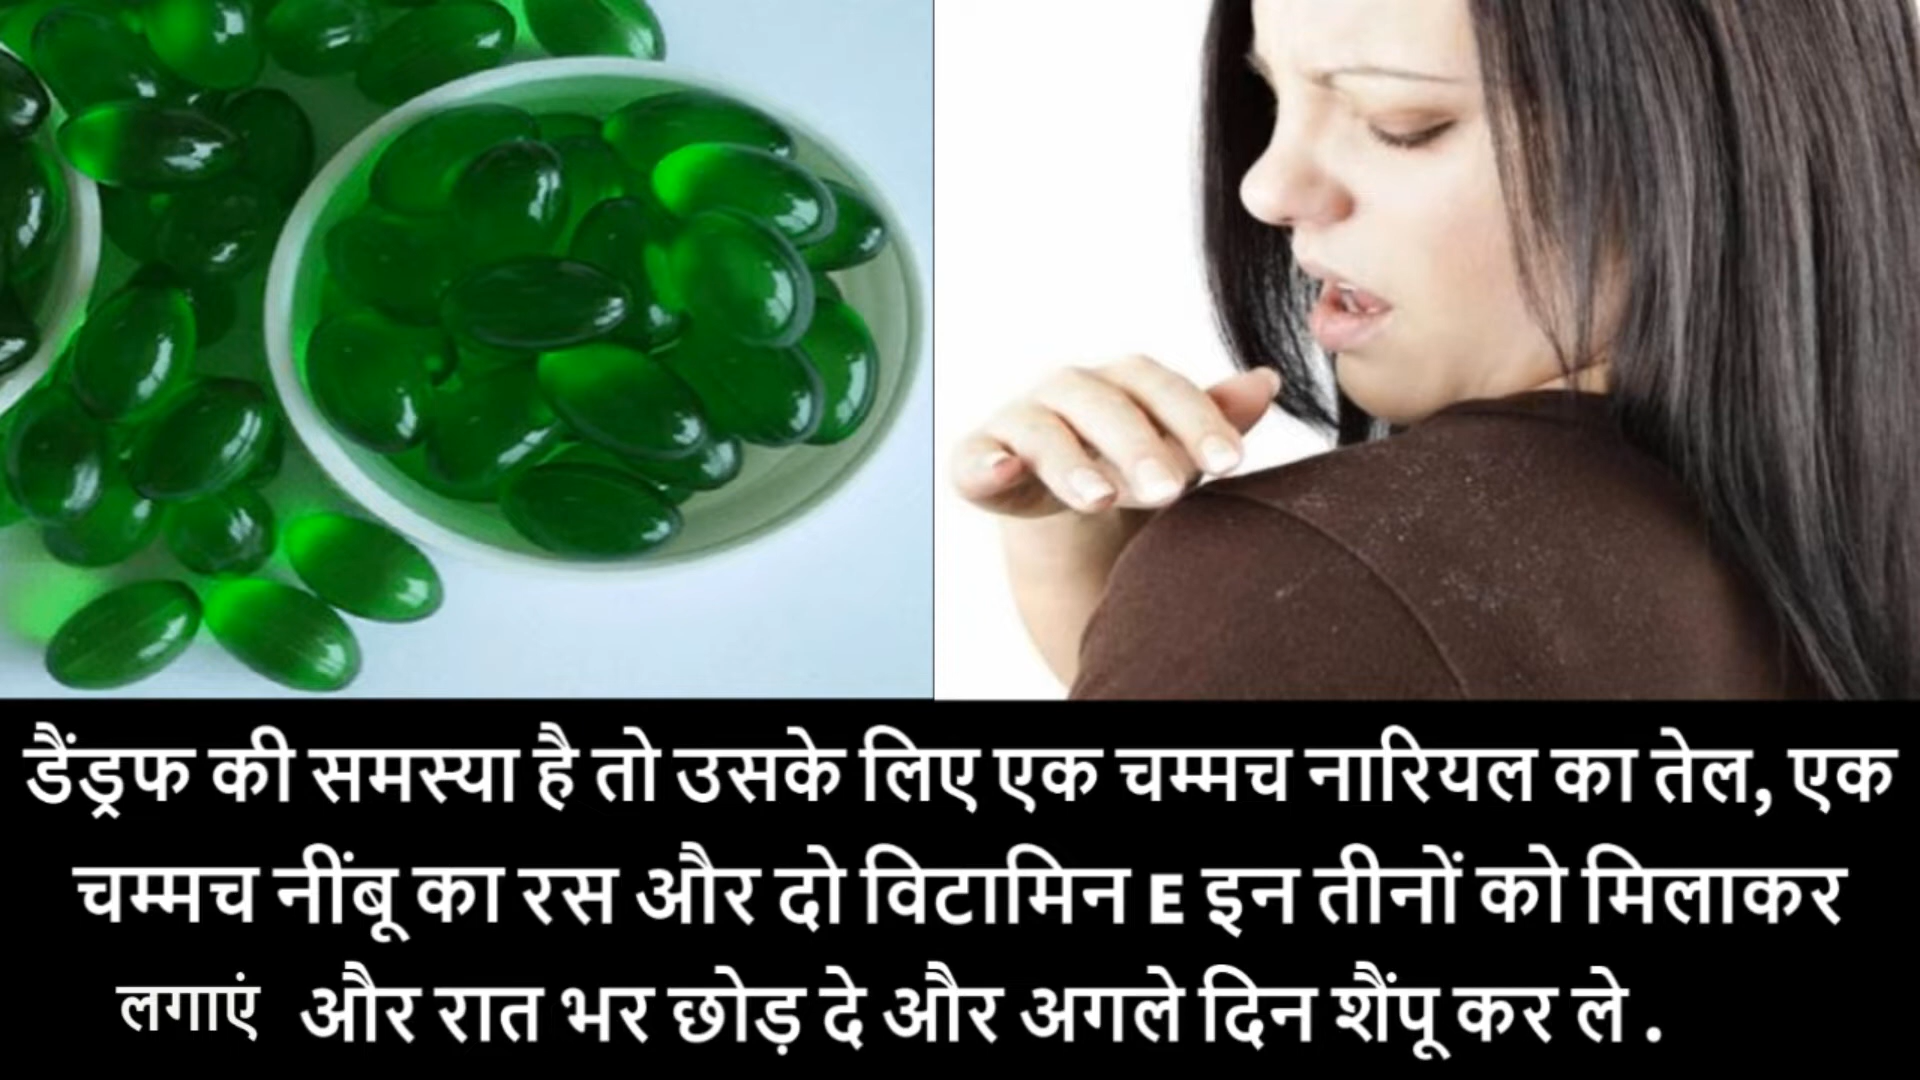 डैंड्रफ की समस्या है तो उसके लिए एक चम्मच नारियल का तेल, एक
चम्मच नींबू का रस और दो विटामिन E इन तीनों को मिलाकर
लगाएं और रात भर छोड़ दे और अगले दिन शैंपू कर ले .